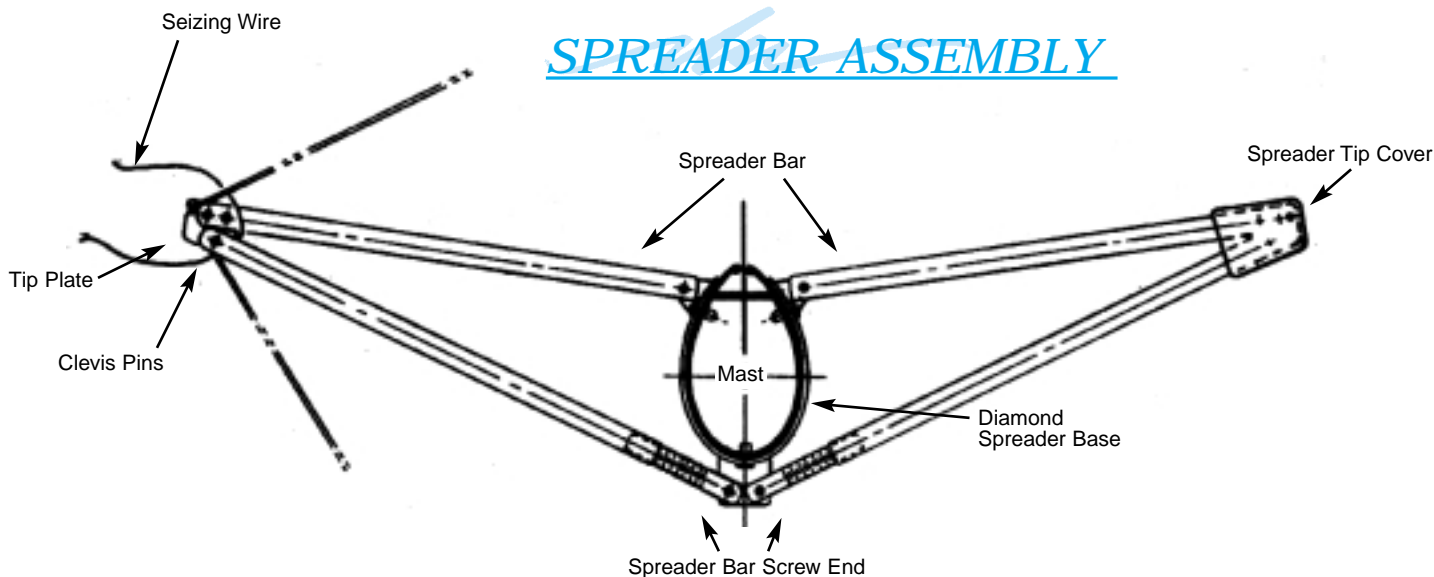 Seizing Wire
SPREADER ASSEMBLY
Spreader Bar
Spreader Tip Cover
Tip Plate
Clevis Pins
Mast
Diamond
Spreader Base
Spreader Bar Screw End